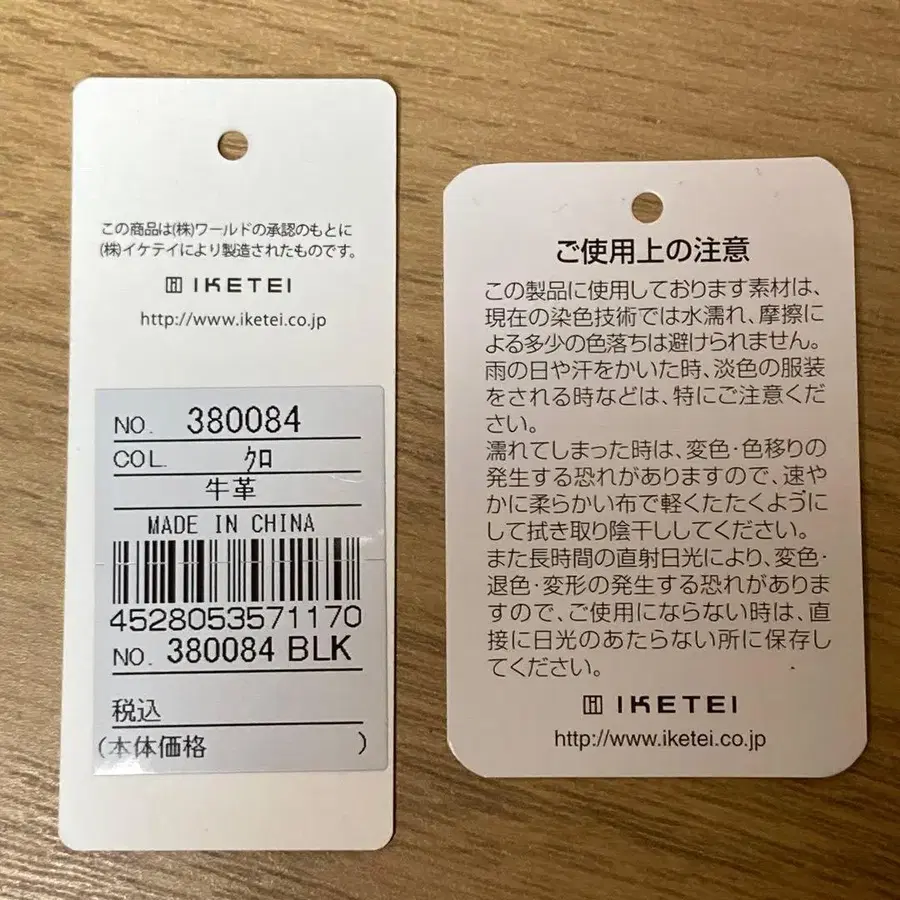 この商品は(株)ワールドの承認のもとに
(株)イケテイにより製造されたものです。
IKETEI
http://www.iketei.co.jp
NO. 380084
COL. ｸﾛ
牛革
MADE IN CHINA
4528053571170
NO. 380084 BLK
税込
(本体価格 )
ご使用上の注意
この製品に使用しております素材は、
現在の染色技術では水濡れ、摩擦に
よる多少の色落ちは避けられません。
雨の日や汗をかいた時、淡色の服装
をされる時などは、特にご注意くだ
さい。
濡れてしまった時は、変色・色移りの
発生する恐れがありますので、速や
かに柔らかい布で軽くたたくように
して拭き取り陰干ししてください。
また長時間の直射日光により、変色・
退色・変形の発生する恐れがありま
すので、ご使用にならない時は、直
接に日光のあたらない所に保存し
てください。
IKETEI
http://www.iketei.co.jp